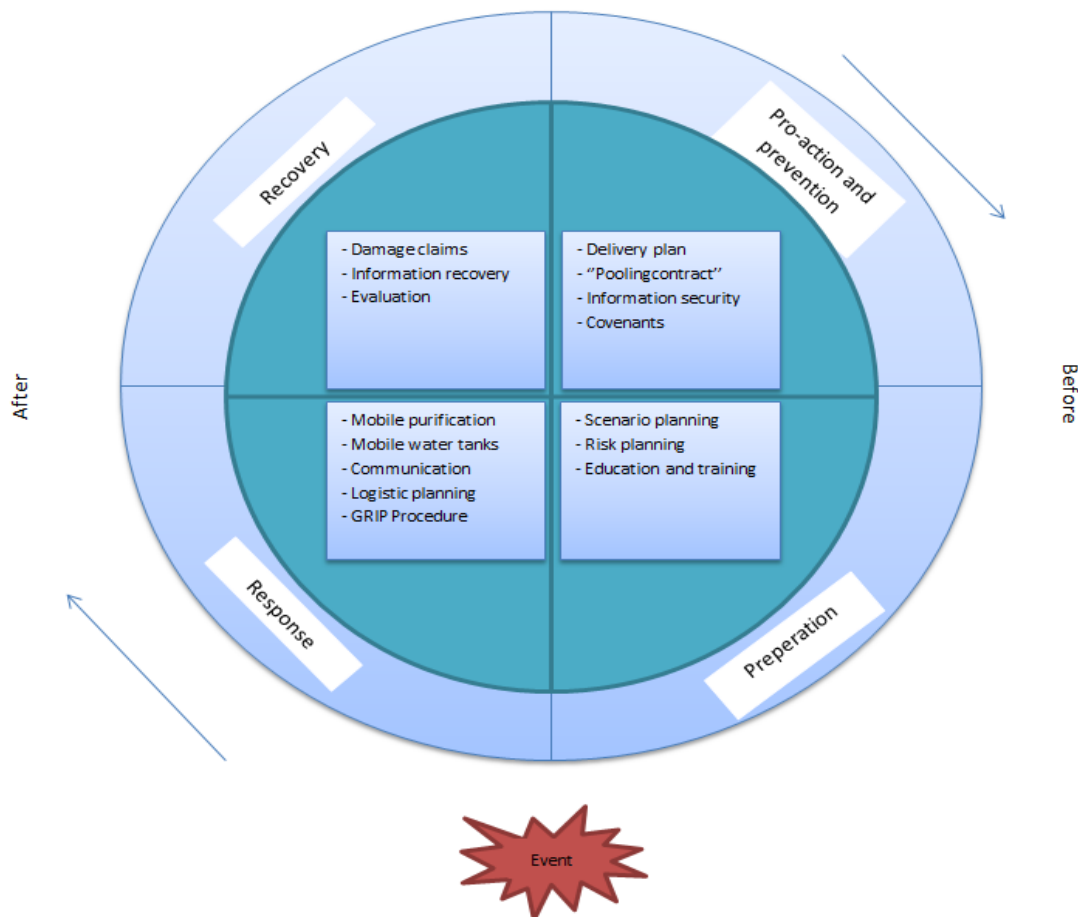 Recovery
Pro-action and
prevention
- Damage claims
- Information recovery
- Evaluation
- Delivery plan
- “Poolingcontract”
- Information security
- Covenants
After
Before
- Mobile purification
- Mobile water tanks
- Communication
- Logistic planning
- GRIP Procedure
- Scenario planning
- Risk planning
- Education and training
Response
Preperation
Event